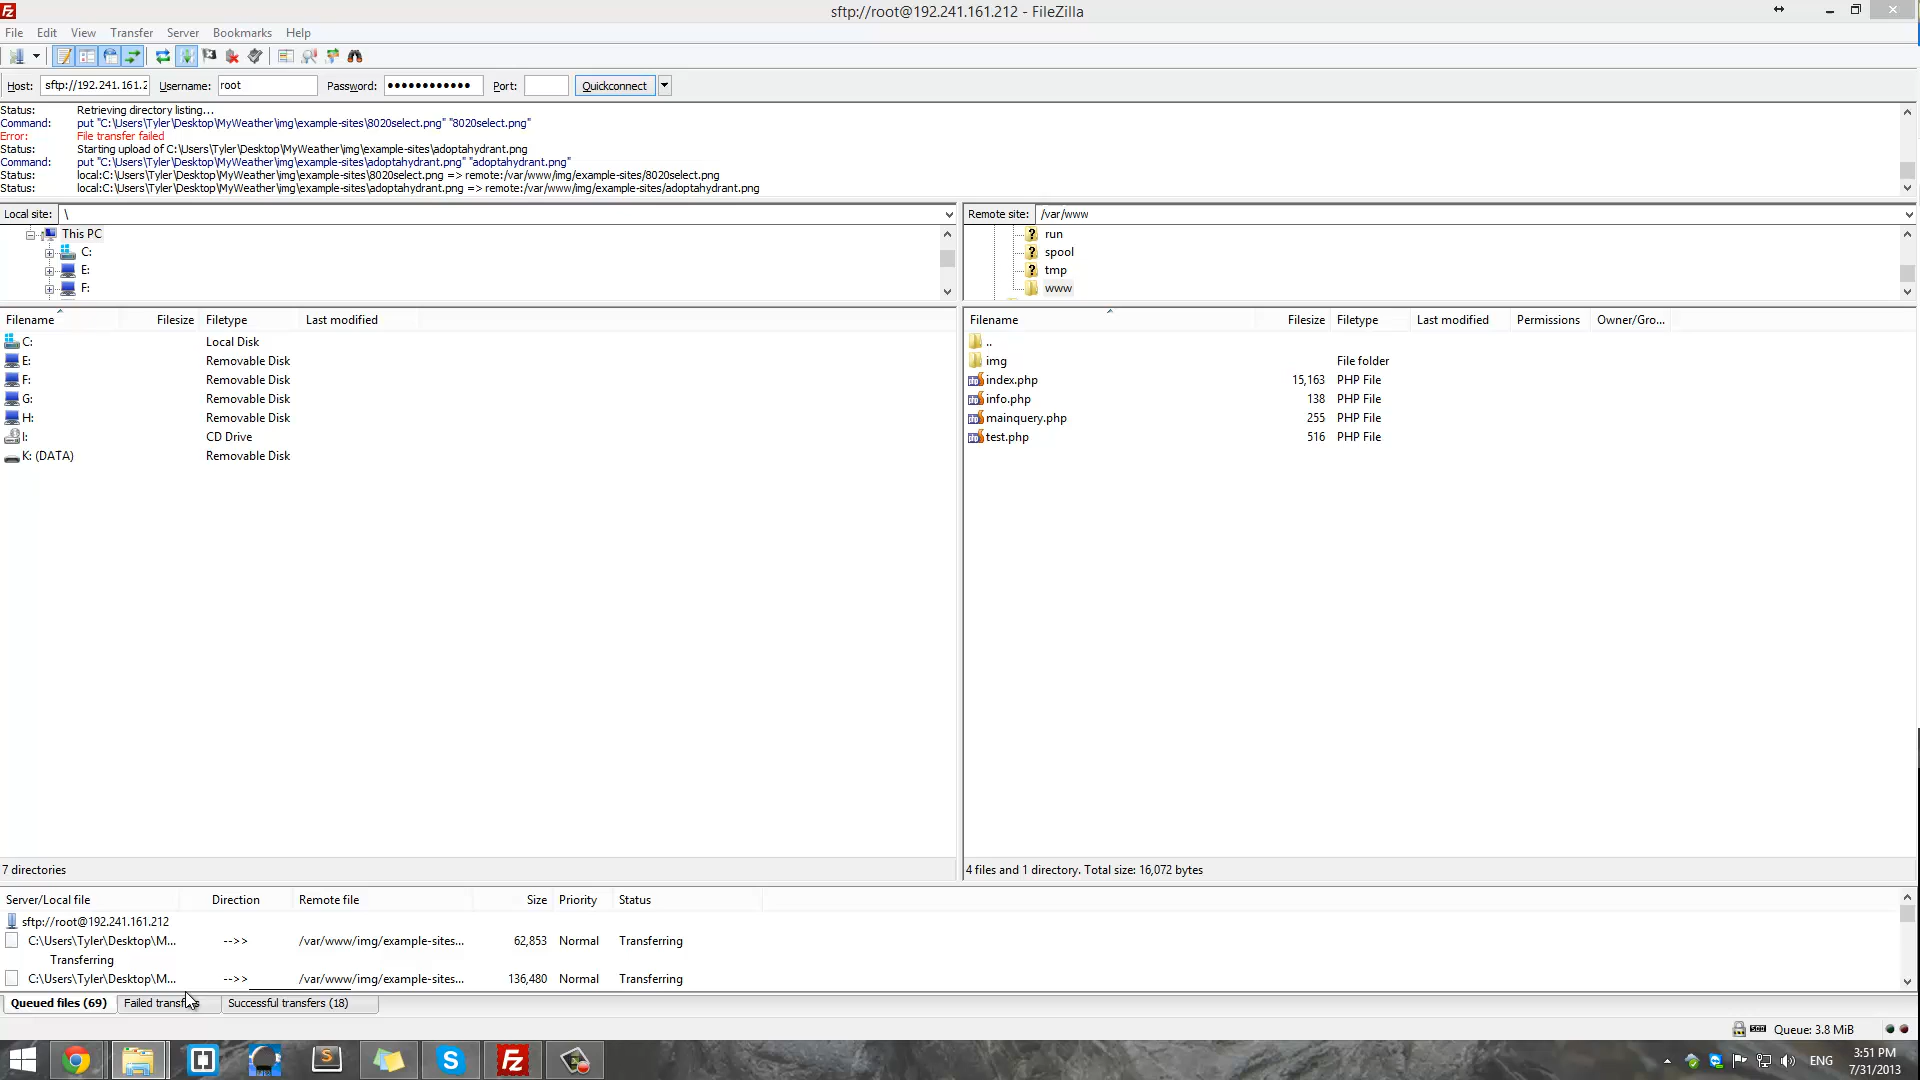 sftp://root@192.241.161.212 - FileZilla
File Edit View Transfer Server Bookmarks Help
Host: sftp://192.241.161.2 Username: root Password: •••••••••••• Port: Quickconnect
Status: Retrieving directory listing...
Command: put "C:\Users\Tyler\Desktop\MyWeather\img\example-sites\8020select.png" "8020select.png"
Error: File transfer failed
Status: Starting upload of C:\Users\Tyler\Desktop\MyWeather\img\example-sites\adoptahydrant.png
Command: put "C:\Users\Tyler\Desktop\MyWeather\img\example-sites\adoptahydrant.png" "adoptahydrant.png"
Status: local:C:\Users\Tyler\Desktop\MyWeather\img\example-sites\8020select.png => remote:/var/www/img/example-sites/8020select.png
Status: local:C:\Users\Tyler\Desktop\MyWeather\img\example-sites\adoptahydrant.png => remote:/var/www/img/example-sites/adoptahydrant.png
Local site: \
This PC
C:
E:
F:
Filename Filesize Filetype Last modified
C: Local Disk
E: Removable Disk
F: Removable Disk
G: Removable Disk
H: Removable Disk
I: CD Drive
K: (DATA) Removable Disk
7 directories
Remote site: /var/www
run
spool
tmp
www
Filename Filesize Filetype Last modified Permissions Owner/Gro...
..
img File folder
index.php 15,163 PHP File
info.php 138 PHP File
mainquery.php 255 PHP File
test.php 516 PHP File
4 files and 1 directory. Total size: 16,072 bytes
Server/Local file Direction Remote file Size Priority Status
sftp://root@192.241.161.212
C:\Users\Tyler\Desktop\M... -->> /var/www/img/example-sites... 62,853 Normal Transferring
Transferring
C:\Users\Tyler\Desktop\M... -->> /var/www/img/example-sites... 136,480 Normal Transferring
Queued files (69) Failed transfers Successful transfers (18)
Queue: 3.8 MiB
ENG
3:51 PM
7/31/2013